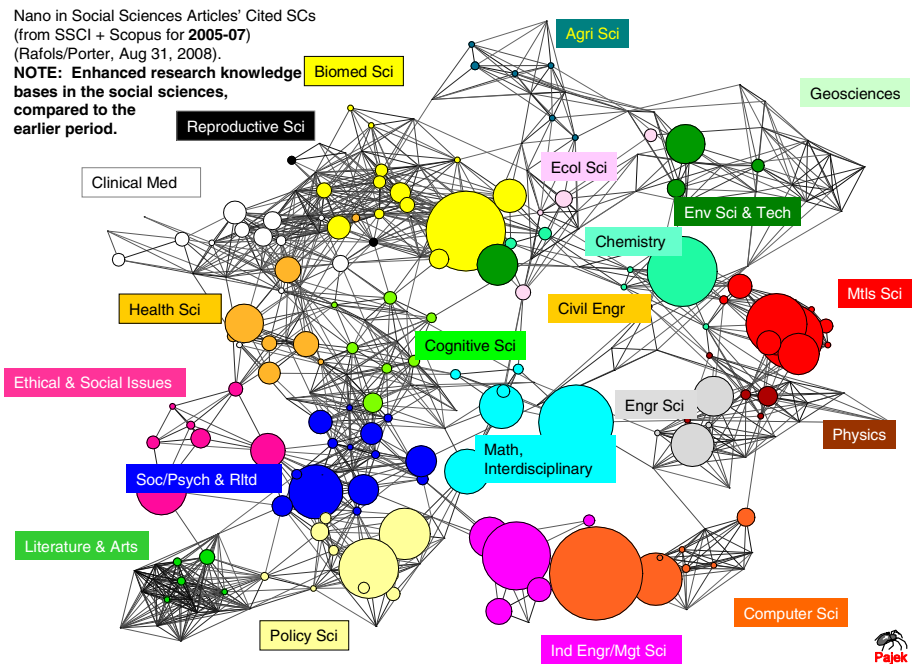 Nano in Social Sciences Articles' Cited SCs
(from SSCI + Scopus for 2005-07)
(Rafols/Porter, Aug 31, 2008).
NOTE: Enhanced research knowledge
bases in the social sciences,
compared to the
earlier period.
Agri Sci
Biomed Sci
Geosciences
Reproductive Sci
Ecol Sci
Clinical Med
Env Sci & Tech
Chemistry
Mtls Sci
Health Sci
Civil Engr
Cognitive Sci
Ethical & Social Issues
Engr Sci
Physics
Math,
Interdisciplinary
Soc/Psych & Rltd
Literature & Arts
Computer Sci
Policy Sci
Ind Engr/Mgt Sci
Pajek